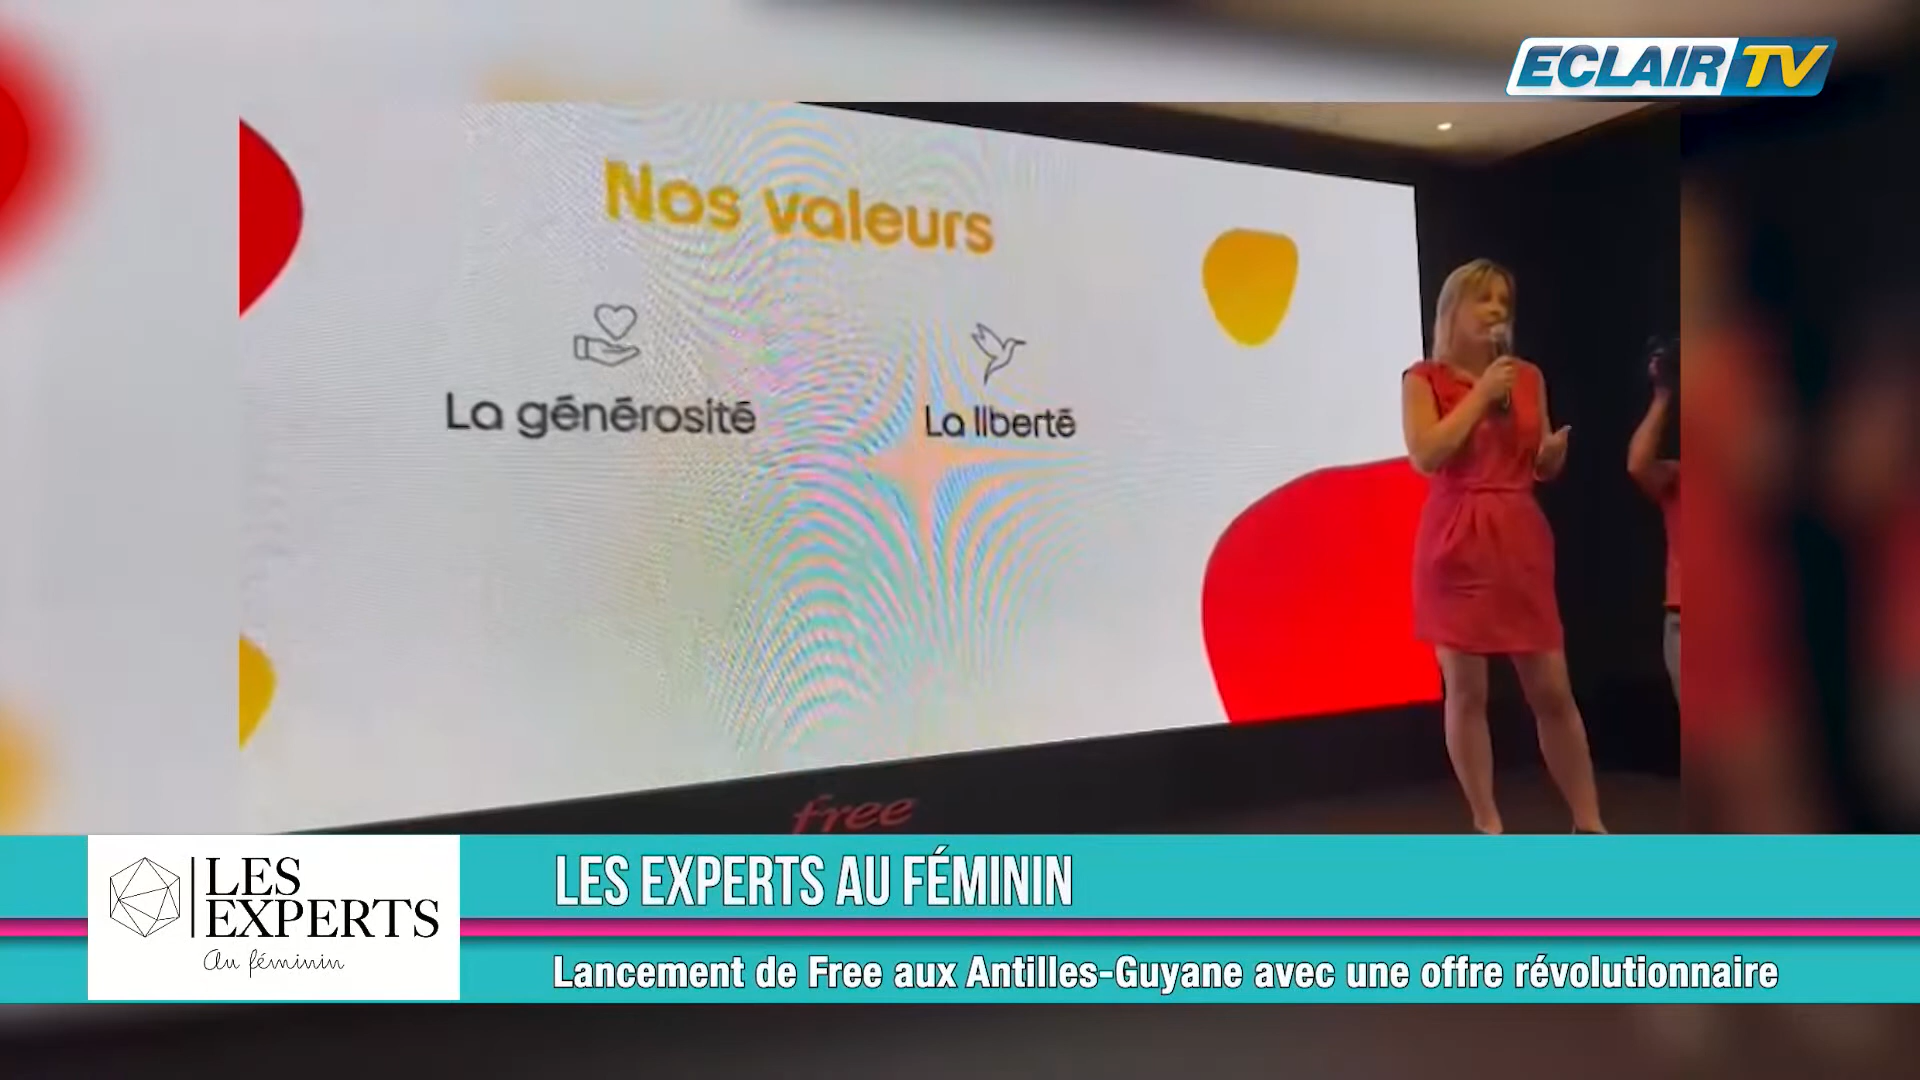 ECLAIR TV
Nos valeurs
La générosité
La liberté
free
LES EXPERTS
Au féminin
LES EXPERTS AU FÉMININ
Lancement de Free aux Antilles-Guyane avec une offre révolutionnaire